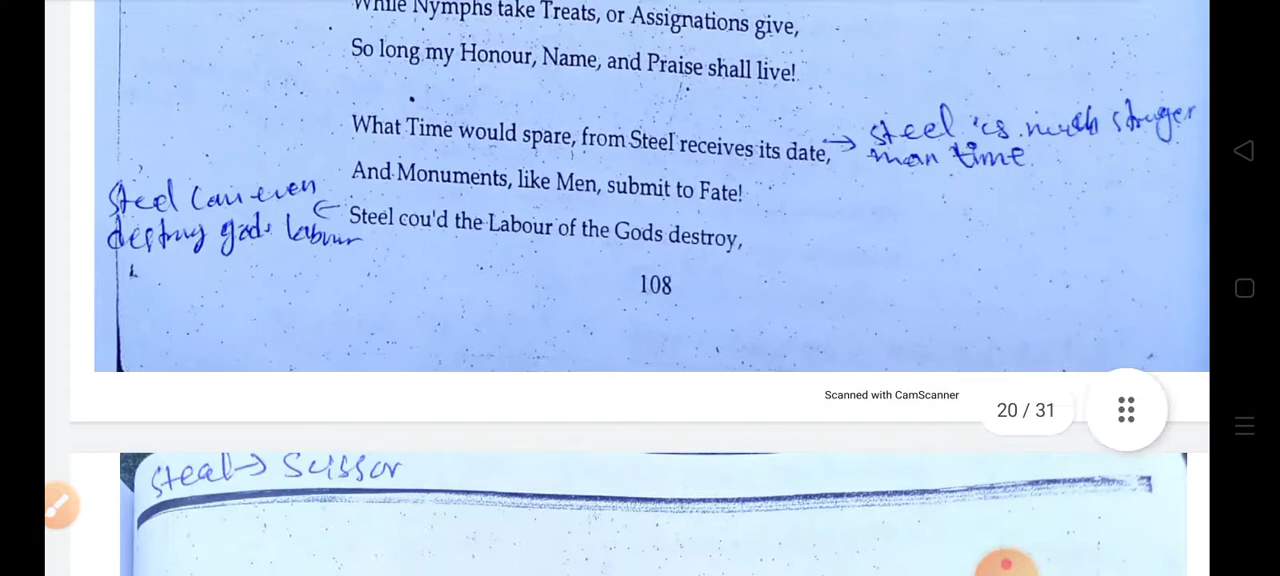 While Nymphs take Treats, or Assignations give,
So long my Honour, Name, and Praise shall live!
What Time would spare, from Steel receives its date, → steel is much stronger
man time
And Monuments, like Men, submit to Fate!
Steel can even
Steel cou'd the Labour of the Gods destroy,
destroy gods labour
108
Scanned with CamScanner
20 / 31
Steal → Scissor